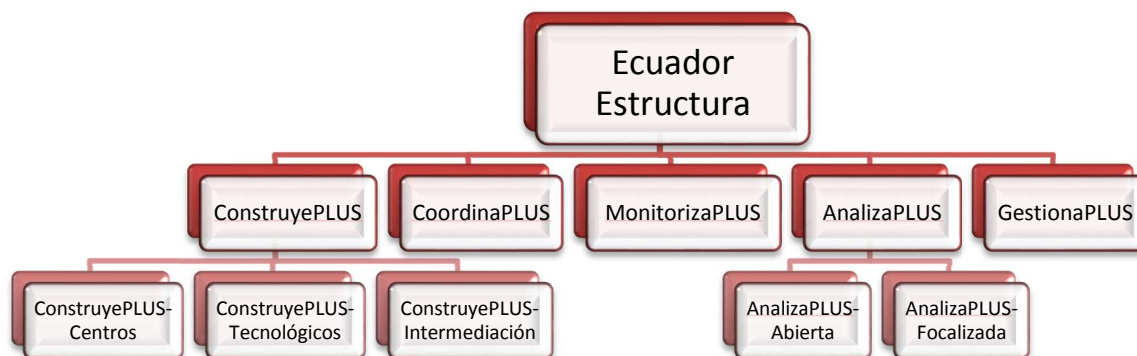 Ecuador
Estructura
ConstruyePLUS
CoordinaPLUS
MonitorizaPLUS
AnalizaPLUS
GestionaPLUS
ConstruyePLUS-
Centros
ConstruyePLUS-
Tecnológicos
ConstruyePLUS-
Intermediación
AnalizaPLUS-
Abierta
AnalizaPLUS-
Focalizada